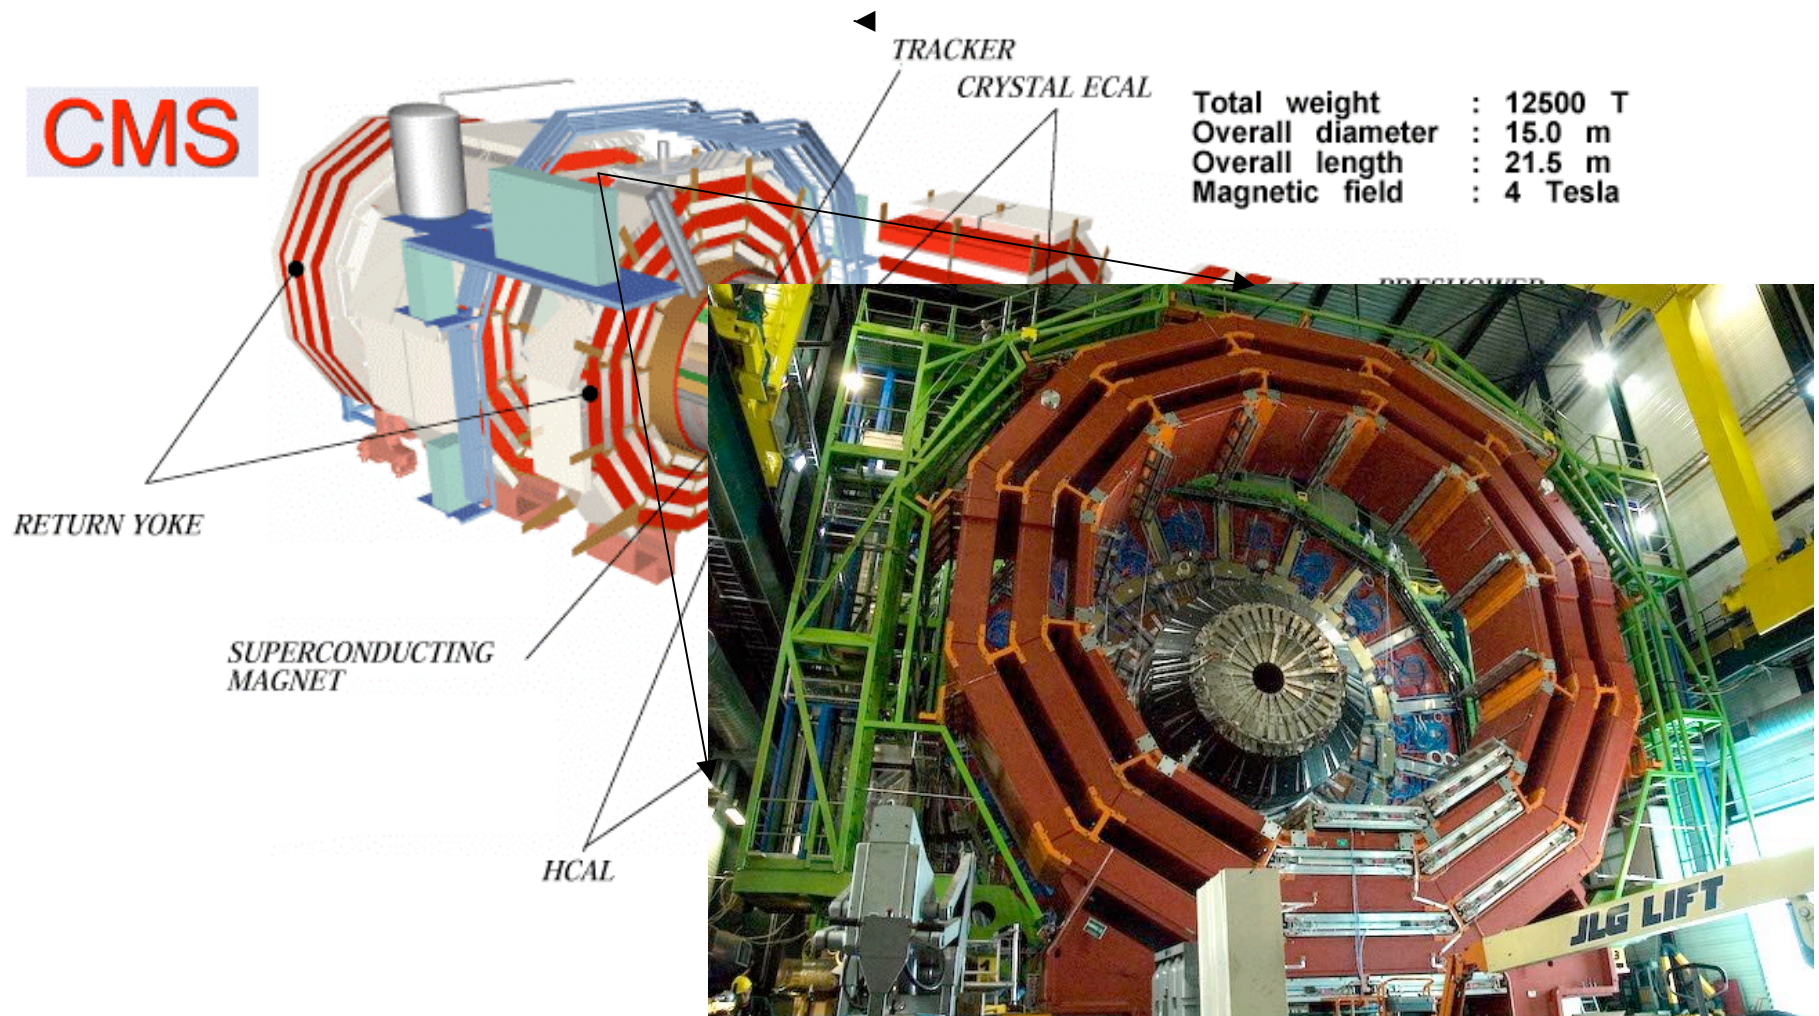 TRACKER
CRYSTAL ECAL
CMS
Total weight : 12500 T
Overall diameter : 15.0 m
Overall length : 21.5 m
Magnetic field : 4 Tesla
PRESHOWER
RETURN YOKE
SUPERCONDUCTING
MAGNET
HCAL
JLG LIFT